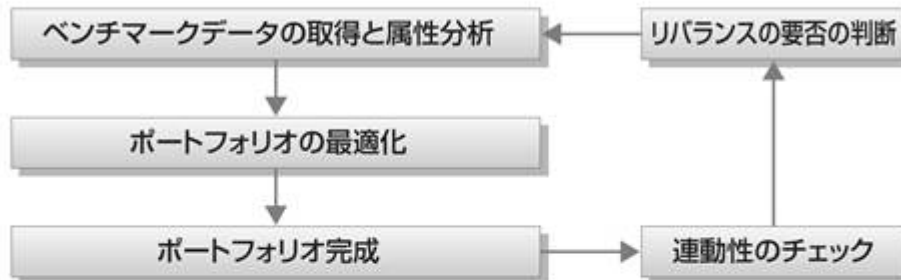 ベンチマークデータの取得と属性分析
リバランスの要否の判断
ポートフォリオの最適化
ポートフォリオ完成
連動性のチェック